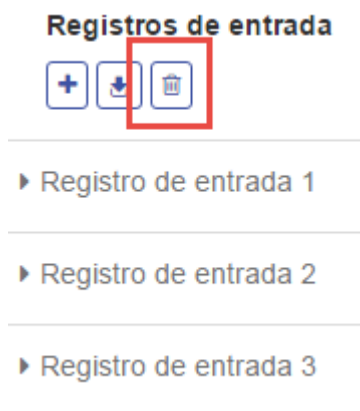 Registros de entrada
Registro de entrada 1
Registro de entrada 2
Registro de entrada 3